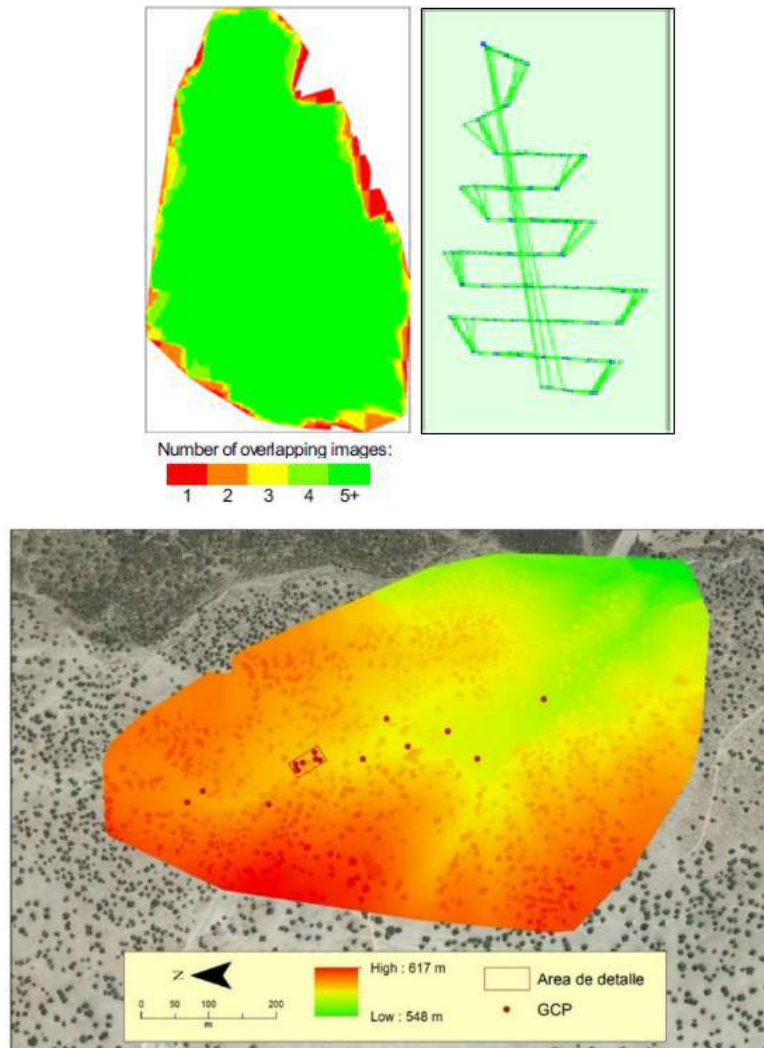 Number of overlapping images:
1 2 3 4 5+
N
0 50 100 200
m
High : 617 m
Low : 548 m
Area de detalle
GCP